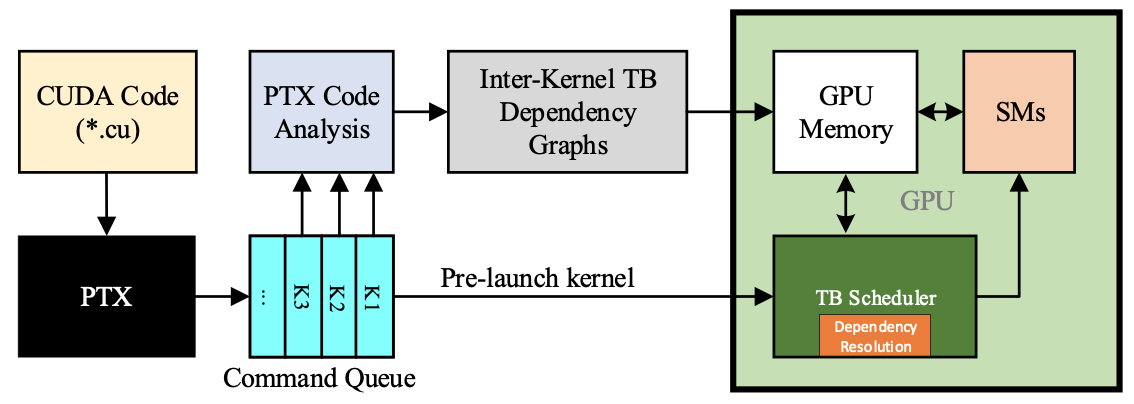 CUDA Code
(*.cu)
PTX Code
Analysis
Inter-Kernel TB
Dependency
Graphs
GPU
Memory
SMs
GPU
PTX
...
K3
K2
K1
Command Queue
Pre-launch kernel
TB Scheduler
Dependency
Resolution